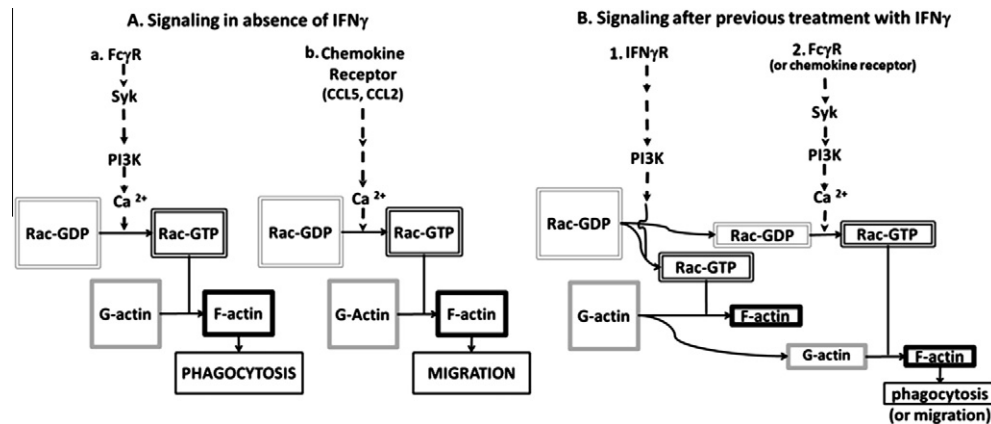 A. Signaling in absence of IFNγ
a. FcγR
Syk
PI3K
Ca 2+
Rac-GDP
Rac-GTP
G-actin
F-actin
PHAGOCYTOSIS
b. Chemokine
Receptor
(CCL5, CCL2)
Ca 2+
Rac-GDP
Rac-GTP
G-Actin
F-actin
MIGRATION
B. Signaling after previous treatment with IFNγ
1. IFNγR
PI3K
Rac-GDP
Rac-GTP
G-actin
F-actin
2. FcγR
(or chemokine receptor)
Syk
PI3K
Ca 2+
Rac-GDP
Rac-GTP
G-actin
F-actin
phagocytosis
(or migration)